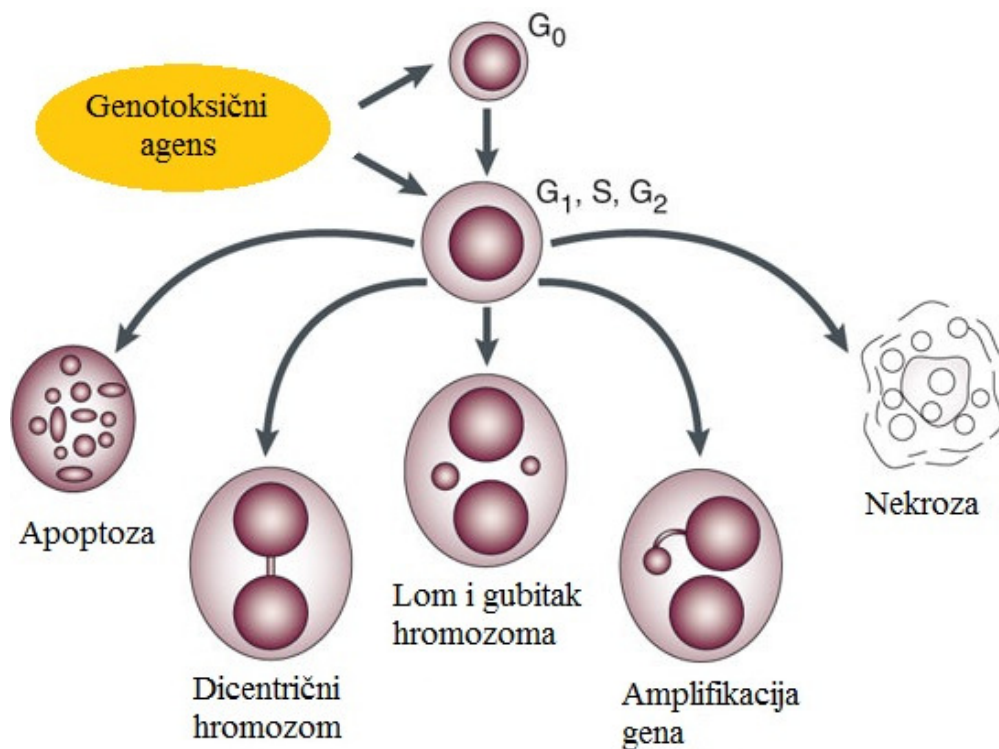 G₀
Genotoksični
agens
G₁, S, G₂
Apoptoza
Dicentrični
hromozom
Lom i gubitak
hromozoma
Amplifikacija
gena
Nekroza